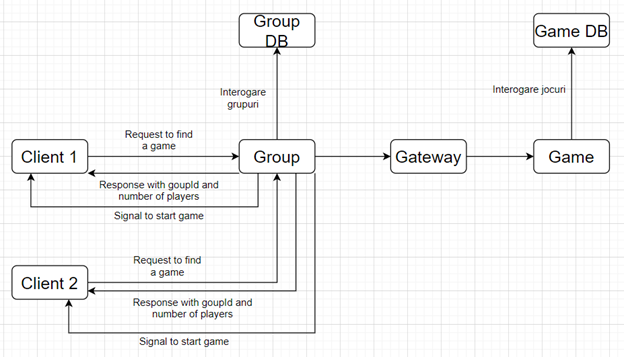 Group
DB
Game DB
Interogare
grupuri
Interogare jocuri
Request to find
a game
Client 1
Group
Gateway
Game
Response with goupId and
number of players
Signal to start game
Request to find
a game
Client 2
Response with goupId and
number of players
Signal to start game